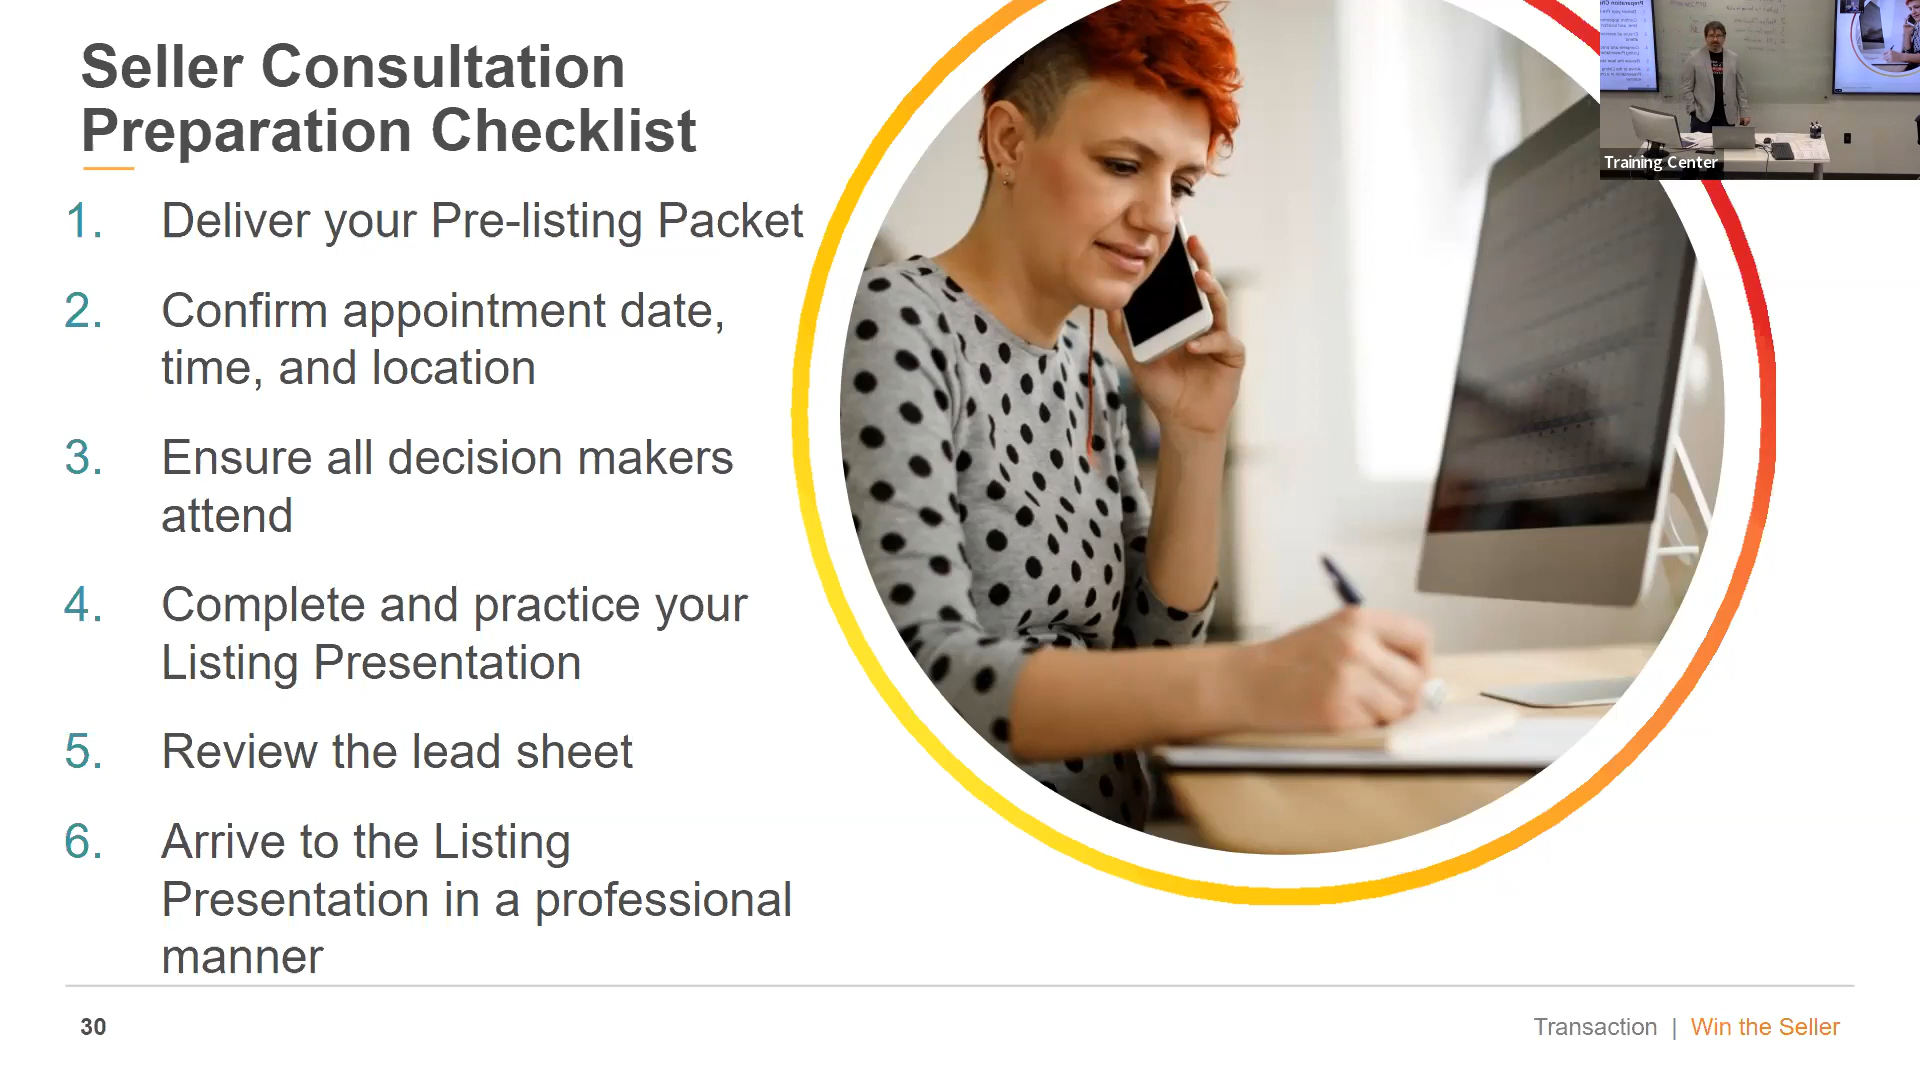 Seller Consultation
Preparation Checklist
1. Deliver your Pre-listing Packet
2. Confirm appointment date,
time, and location
3. Ensure all decision makers
attend
4. Complete and practice your
Listing Presentation
5. Review the lead sheet
6. Arrive to the Listing
Presentation in a professional
manner
30
Transaction | Win the Seller
Training Center